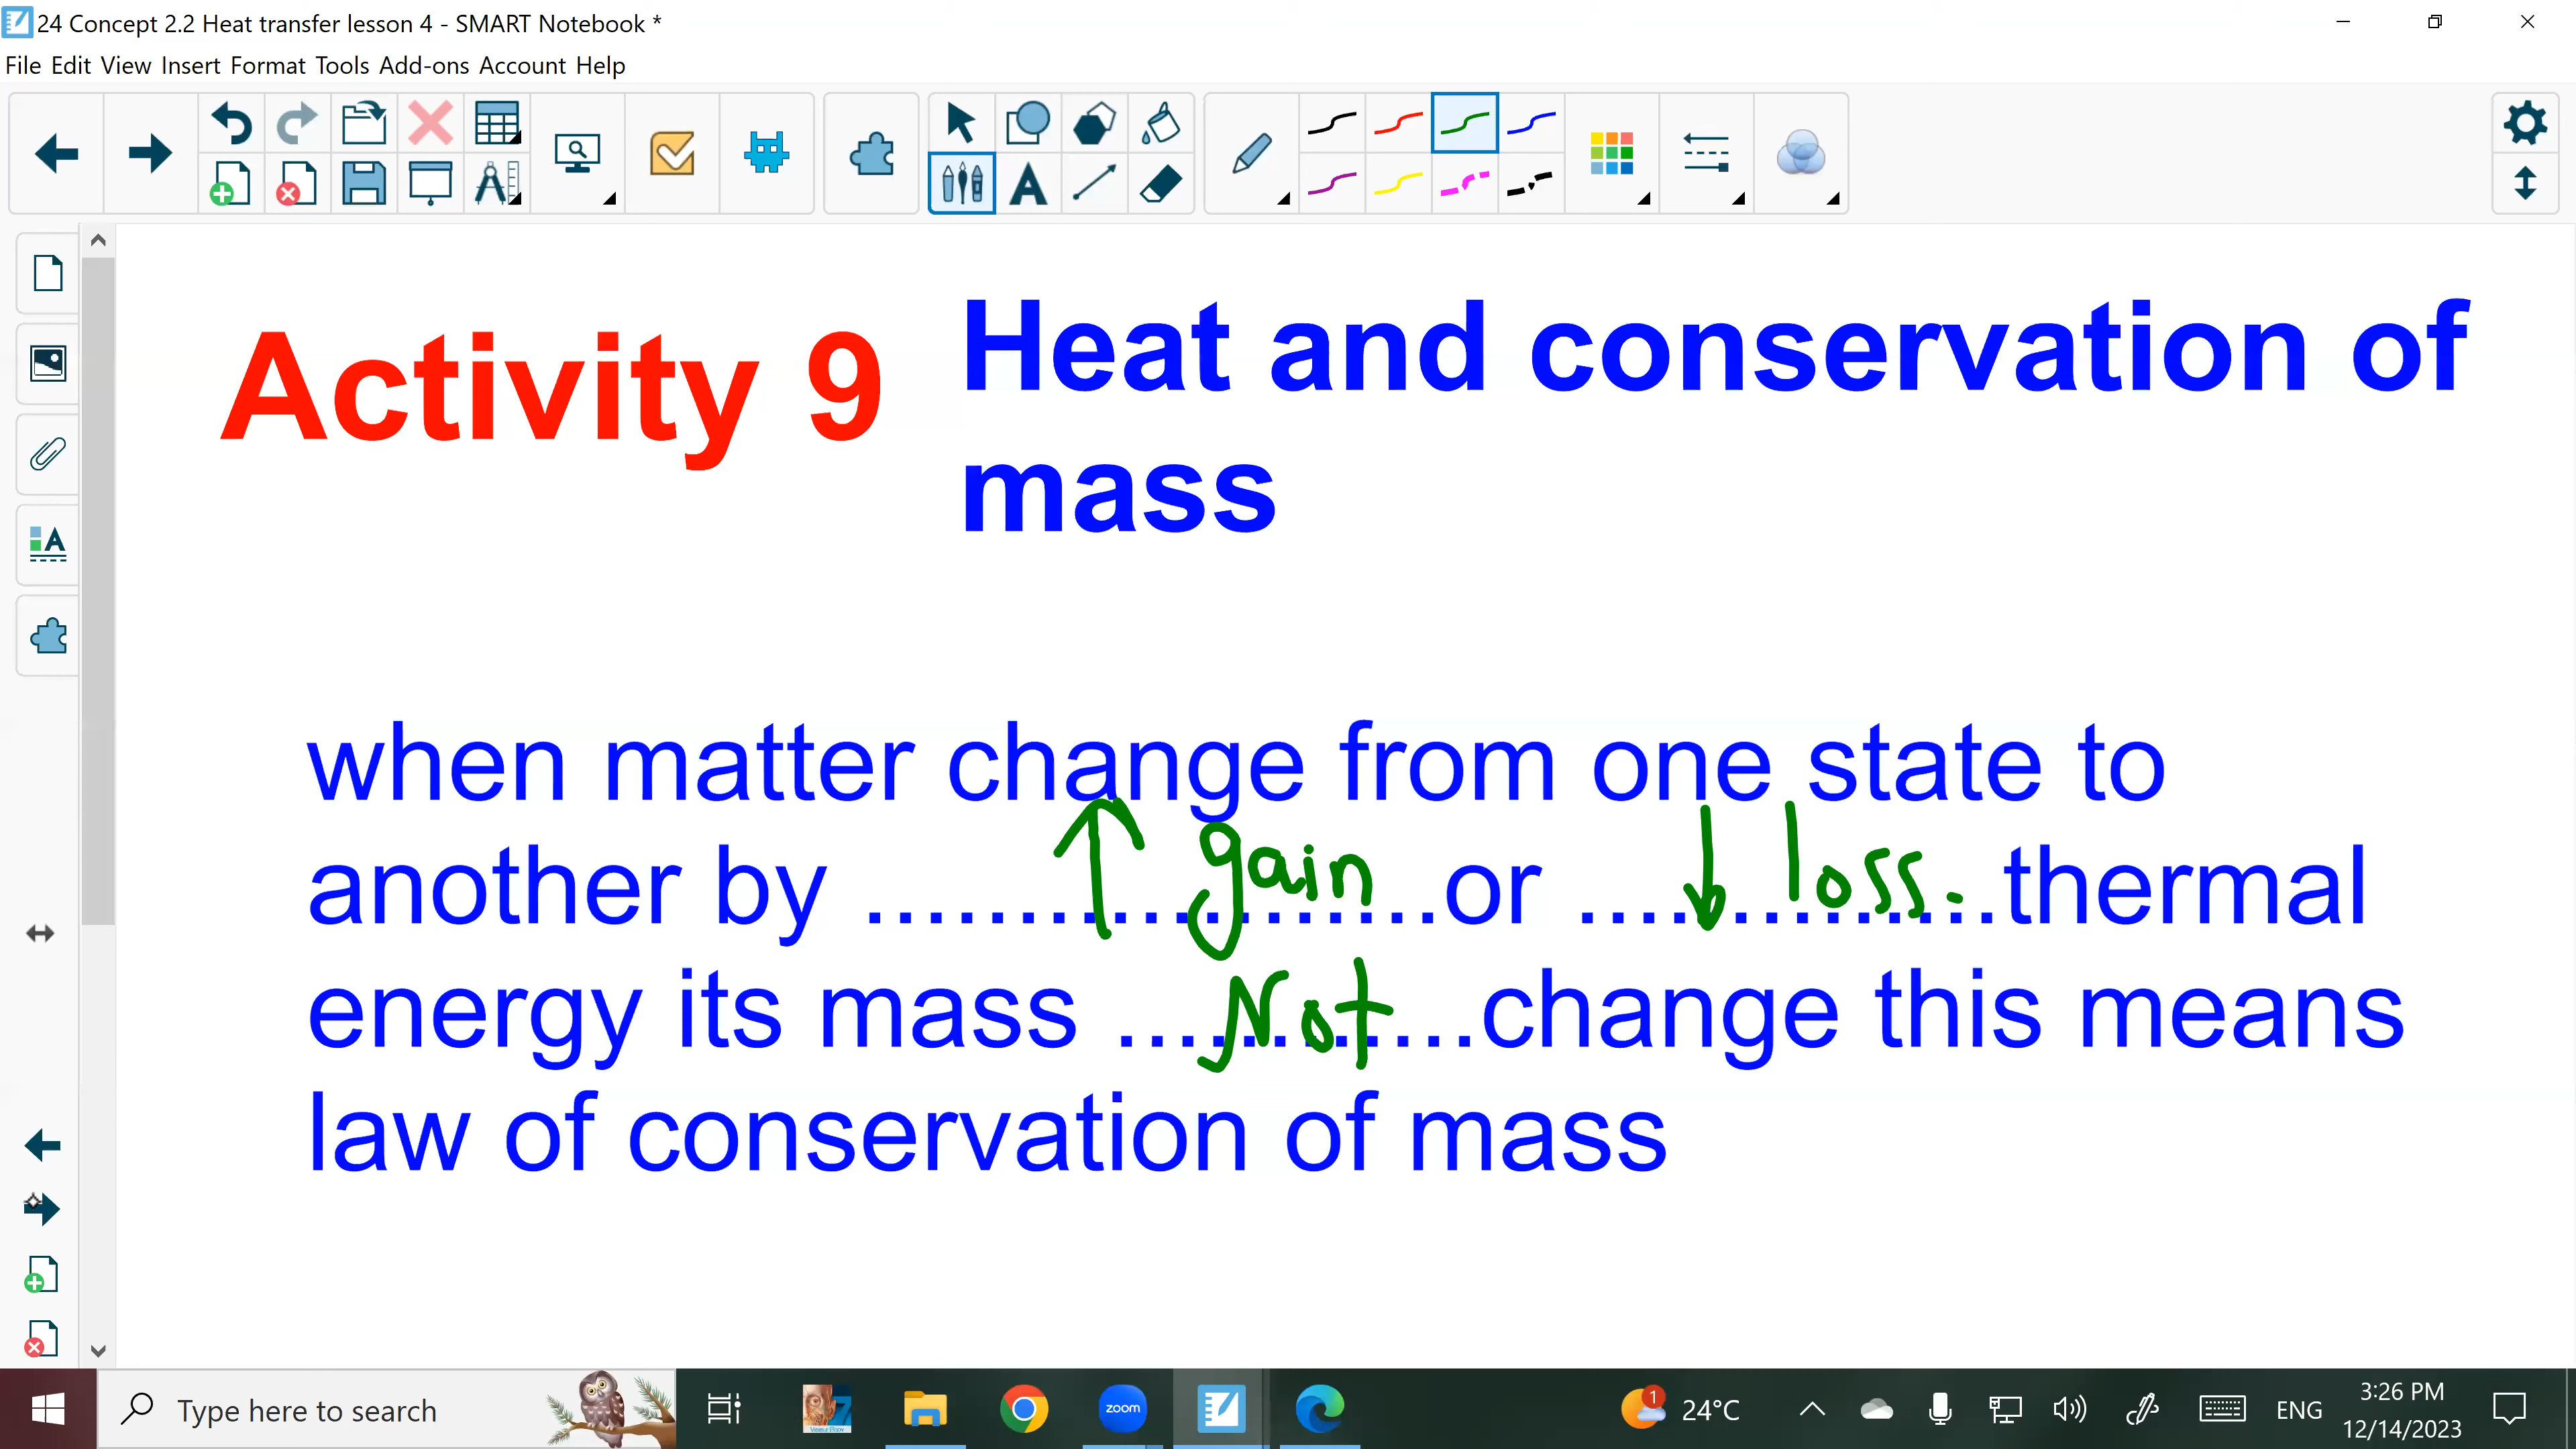 24 Concept 2.2 Heat transfer lesson 4 - SMART Notebook *
File Edit View Insert Format Tools Add-ons Account Help
Activity 9
Heat and conservation of
mass
when matter change from one state to
another by ................... gain or .............. loss. thermal
energy its mass ............ Not change this means
law of conservation of mass
Type here to search
zoom
1
24°C
ENG
3:26 PM
12/14/2023